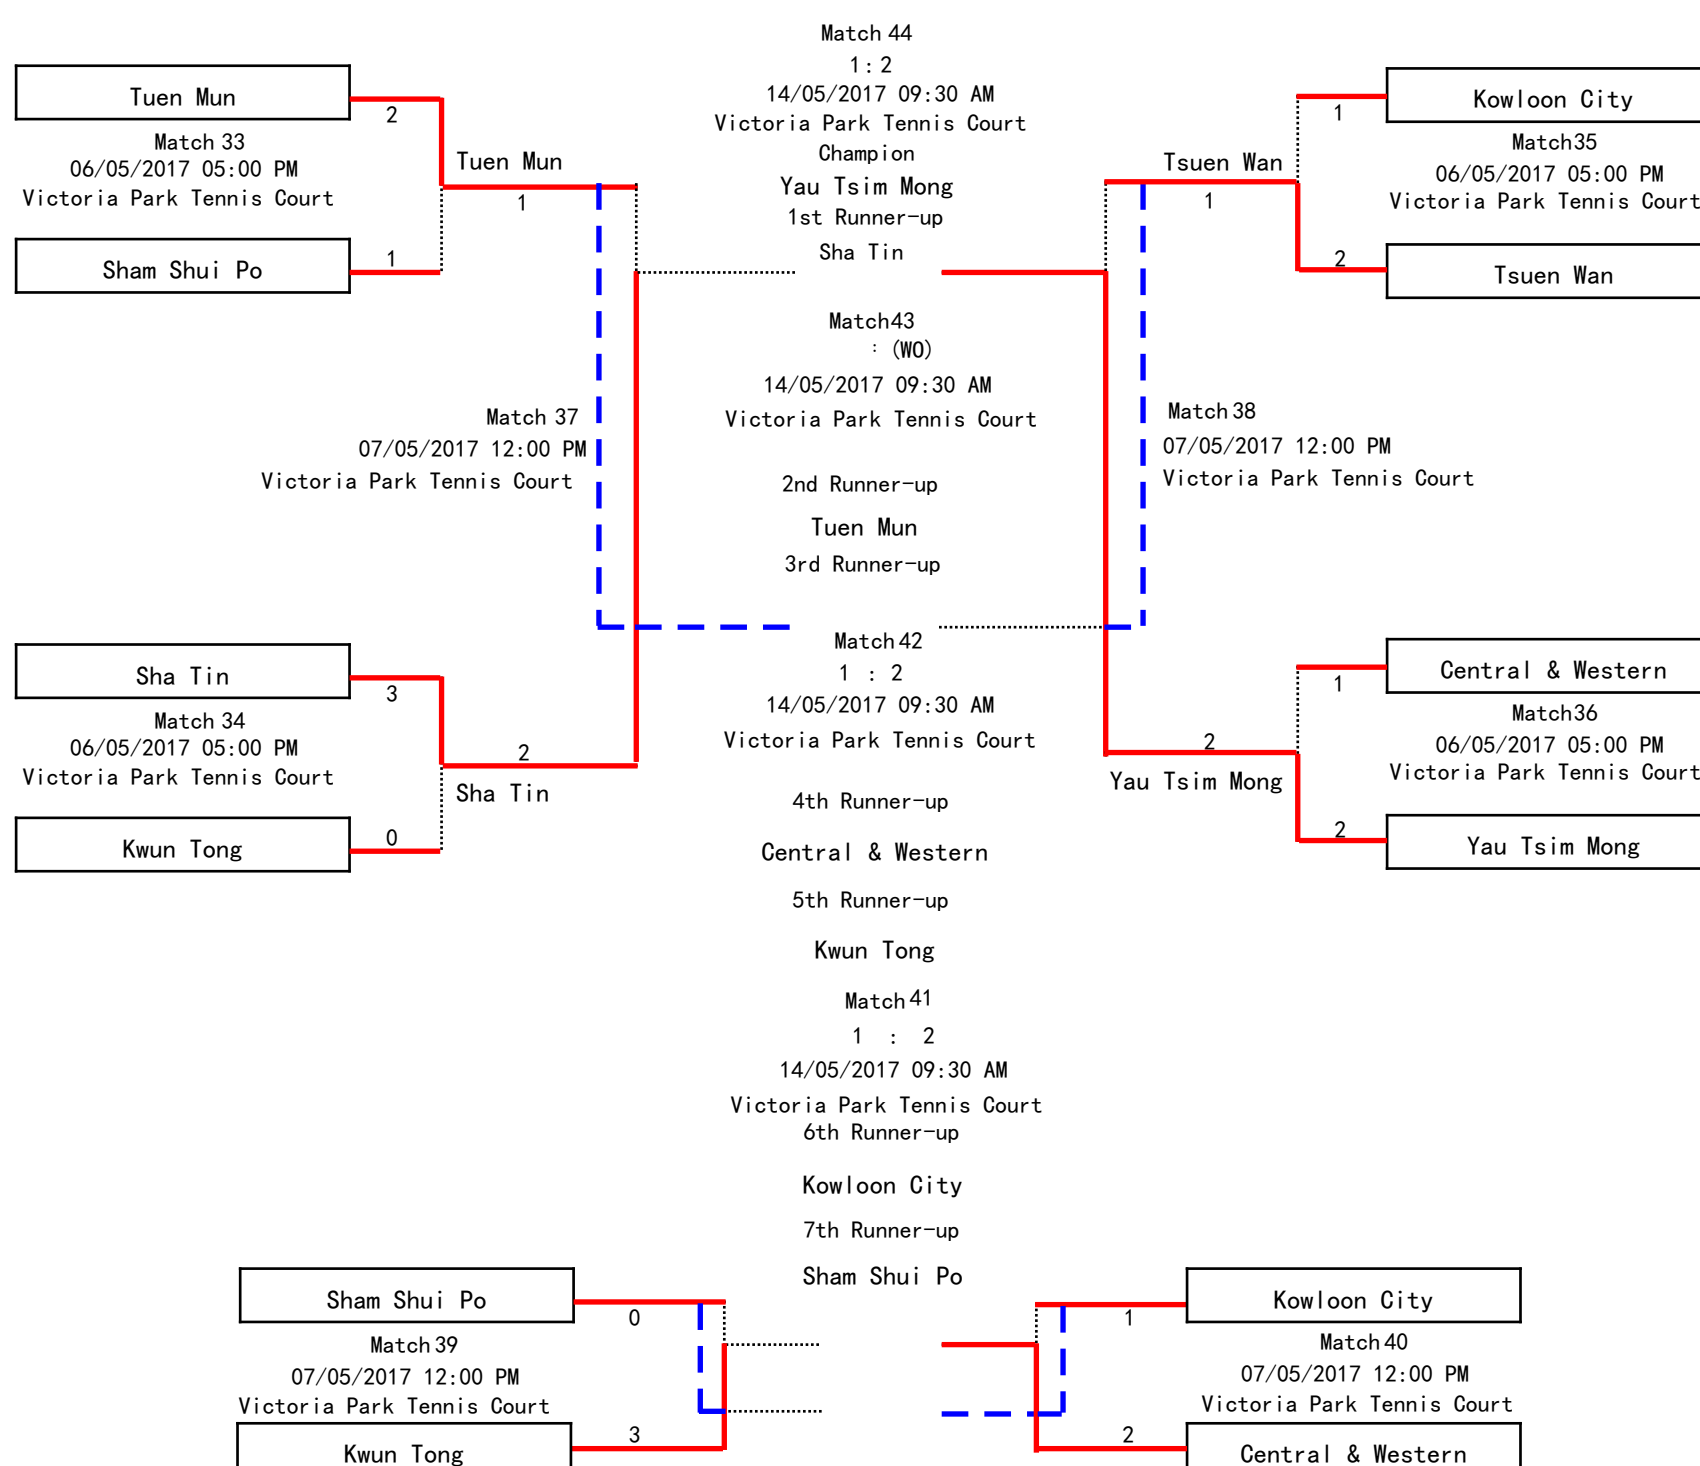 Match 44
1 : 2
14/05/2017 09:30 AM
Victoria Park Tennis Court
Champion
Yau Tsim Mong
1st Runner-up
Sha Tin
Tuen Mun
2
Match 33
06/05/2017 05:00 PM
Victoria Park Tennis Court
Tuen Mun
1
Sham Shui Po
1
Kowloon City
1
Match35
06/05/2017 05:00 PM
Victoria Park Tennis Court
Tsuen Wan
1
Tsuen Wan
2
Match43
: (WO)
14/05/2017 09:30 AM
Victoria Park Tennis Court
Match 37
07/05/2017 12:00 PM
Victoria Park Tennis Court
Match 38
07/05/2017 12:00 PM
Victoria Park Tennis Court
2nd Runner-up
Tuen Mun
3rd Runner-up
Match 42
1 : 2
14/05/2017 09:30 AM
Victoria Park Tennis Court
Sha Tin
3
Match 34
06/05/2017 05:00 PM
Victoria Park Tennis Court
2
Sha Tin
Kwun Tong
0
Central & Western
1
Match36
06/05/2017 05:00 PM
Victoria Park Tennis Court
2
Yau Tsim Mong
Yau Tsim Mong
2
4th Runner-up
Central & Western
5th Runner-up
Kwun Tong
Match 41
1 : 2
14/05/2017 09:30 AM
Victoria Park Tennis Court
6th Runner-up
Kowloon City
7th Runner-up
Sham Shui Po
Sham Shui Po
0
Match 39
07/05/2017 12:00 PM
Victoria Park Tennis Court
Kwun Tong
3
Kowloon City
1
Match 40
07/05/2017 12:00 PM
Victoria Park Tennis Court
Central & Western
2